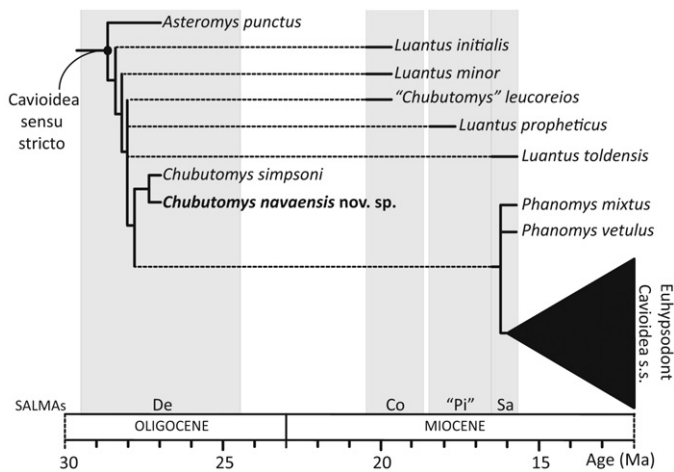 Asteromys punctus
Luantus initialis
Luantus minor
Cavioidea
sensu
stricto
"Chubutomys" leucoreios
Luantus propheticus
Luantus toldensis
Chubutomys simpsoni
Chubutomys navaensis nov. sp.
Phanomys mixtus
Phanomys vetulus
Euhypsodont
Cavioidea s.s.
SALMAs De Co "Pi" Sa
OLIGOCENE MIOCENE
30 25 20 15 Age (Ma)